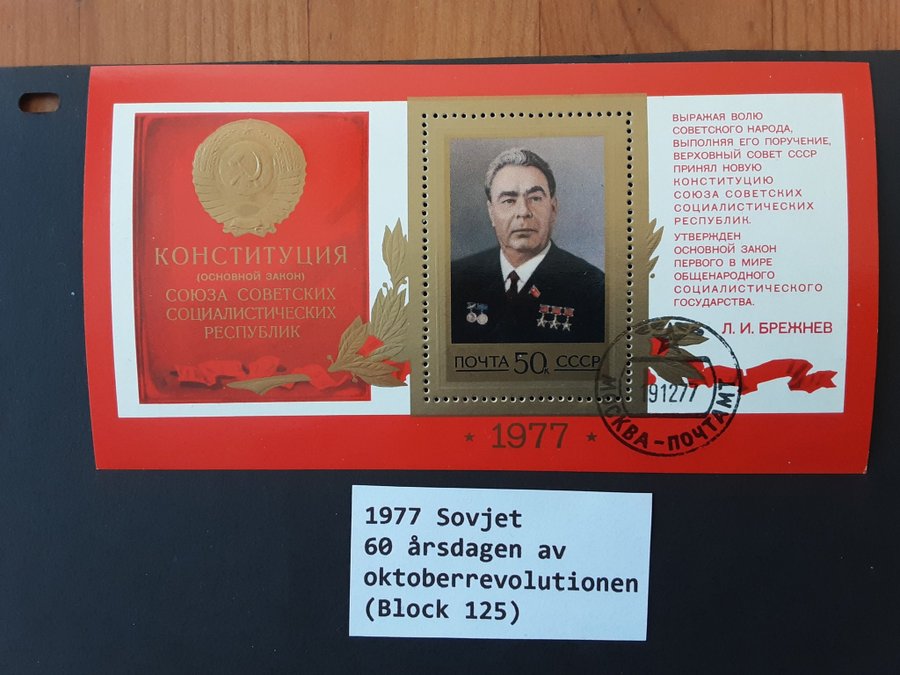 КОНСТИТУЦИЯ
(ОСНОВНОЙ ЗАКОН)
СОЮЗА СОВЕТСКИХ
СОЦИАЛИСТИЧЕСКИХ
РЕСПУБЛИК
ПОЧТА 50К СССР
ВЫРАЖАЯ ВОЛЮ
СОВЕТСКОГО НАРОДА,
ВЫПОЛНЯЯ ЕГО ПОРУЧЕНИЕ,
ВЕРХОВНЫЙ СОВЕТ СССР
ПРИНЯЛ НОВУЮ
КОНСТИТУЦИЮ
СОЮЗА СОВЕТСКИХ
СОЦИАЛИСТИЧЕСКИХ
РЕСПУБЛИК.
УТВЕРЖДЕН
ОСНОВНОЙ ЗАКОН
ПЕРВОГО В МИРЕ
ОБЩЕНАРОДНОГО
СОЦИАЛИСТИЧЕСКОГО
ГОСУДАРСТВА.
Л. И. БРЕЖНЕВ
191277
МОСКВА-ПОЧТАМТ
★ 1977 ★
1977 Sovjet
60 årsdagen av
oktoberrevolutionen
(Block 125)